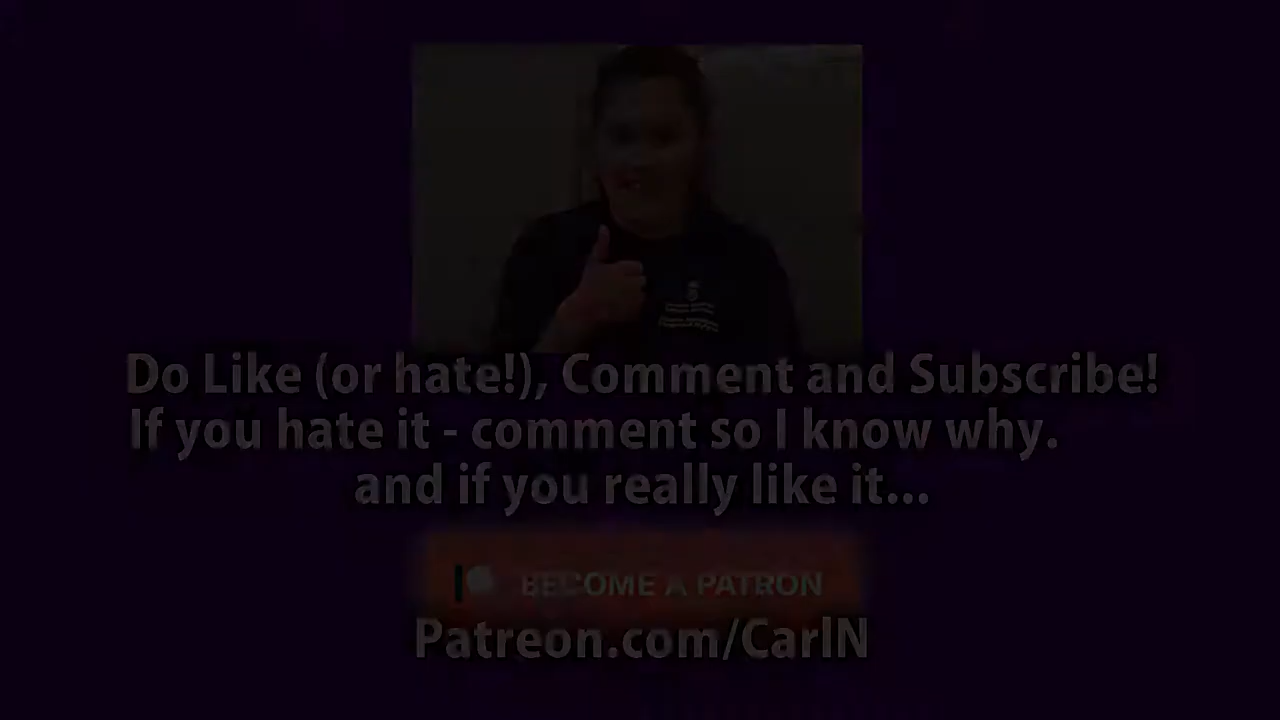 Do Like (or hate!), Comment and Subscribe!
If you hate it - comment so I know why.
and if you really like it...
BECOME A PATRON
Patreon.com/CarlN